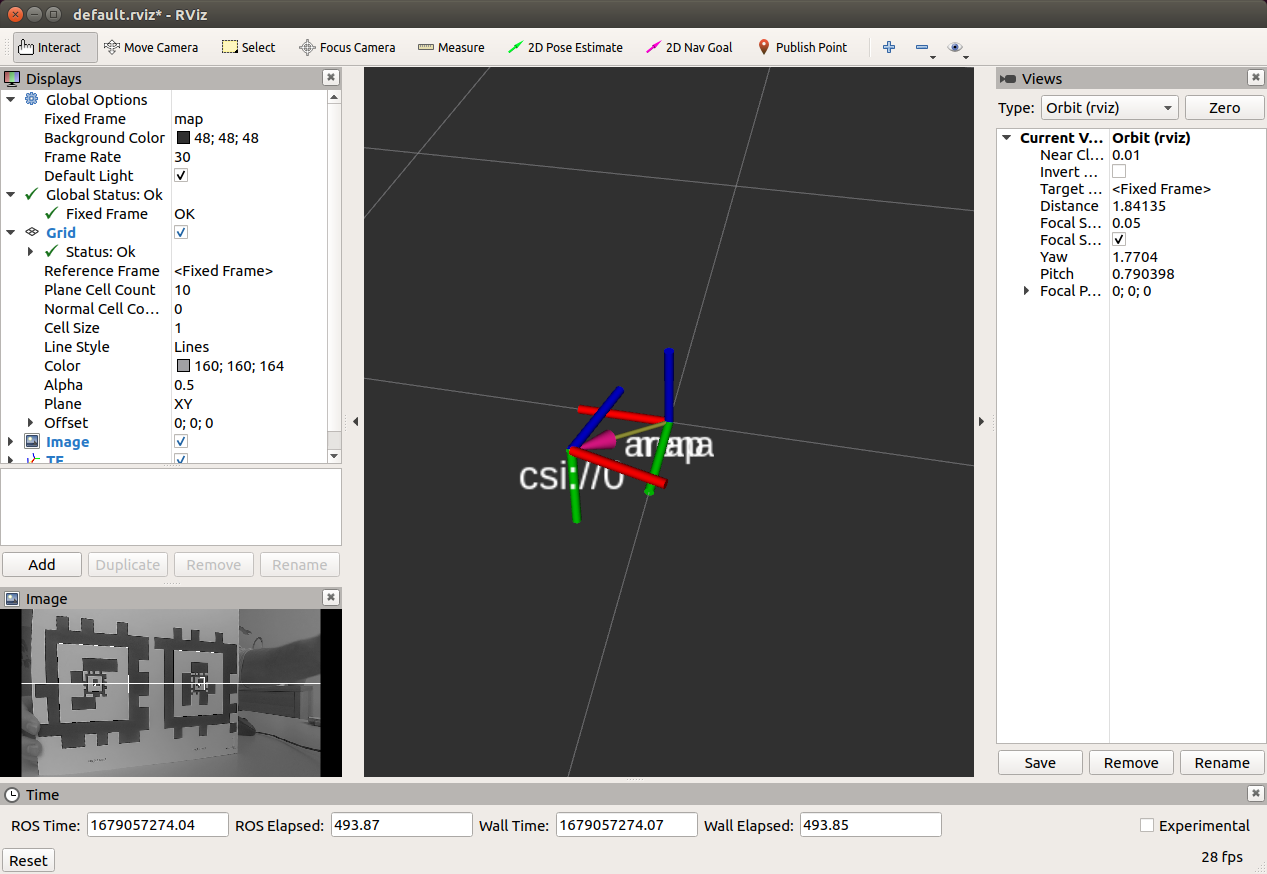 default.rviz* - RViz
Interact Move Camera Select Focus Camera Measure 2D Pose Estimate 2D Nav Goal Publish Point
Displays
Global Options
Fixed Frame map
Background Color 48; 48; 48
Frame Rate 30
Default Light
Global Status: Ok
Fixed Frame OK
Grid
Status: Ok
Reference Frame <Fixed Frame>
Plane Cell Count 10
Normal Cell Co... 0
Cell Size 1
Line Style Lines
Color 160; 160; 164
Alpha 0.5
Plane XY
Offset 0; 0; 0
Image
TF
Add Duplicate Remove Rename
Image
csi://0
map
Views
Type: Orbit (rviz) Zero
Current V... Orbit (rviz)
Near Cl... 0.01
Invert ...
Target ... <Fixed Frame>
Distance 1.84135
Focal S... 0.05
Focal S...
Yaw 1.7704
Pitch 0.790398
Focal P... 0; 0; 0
Save Remove Rename
Time
ROS Time: 1679057274.04 ROS Elapsed: 493.87 Wall Time: 1679057274.07 Wall Elapsed: 493.85 Experimental
Reset 28 fps